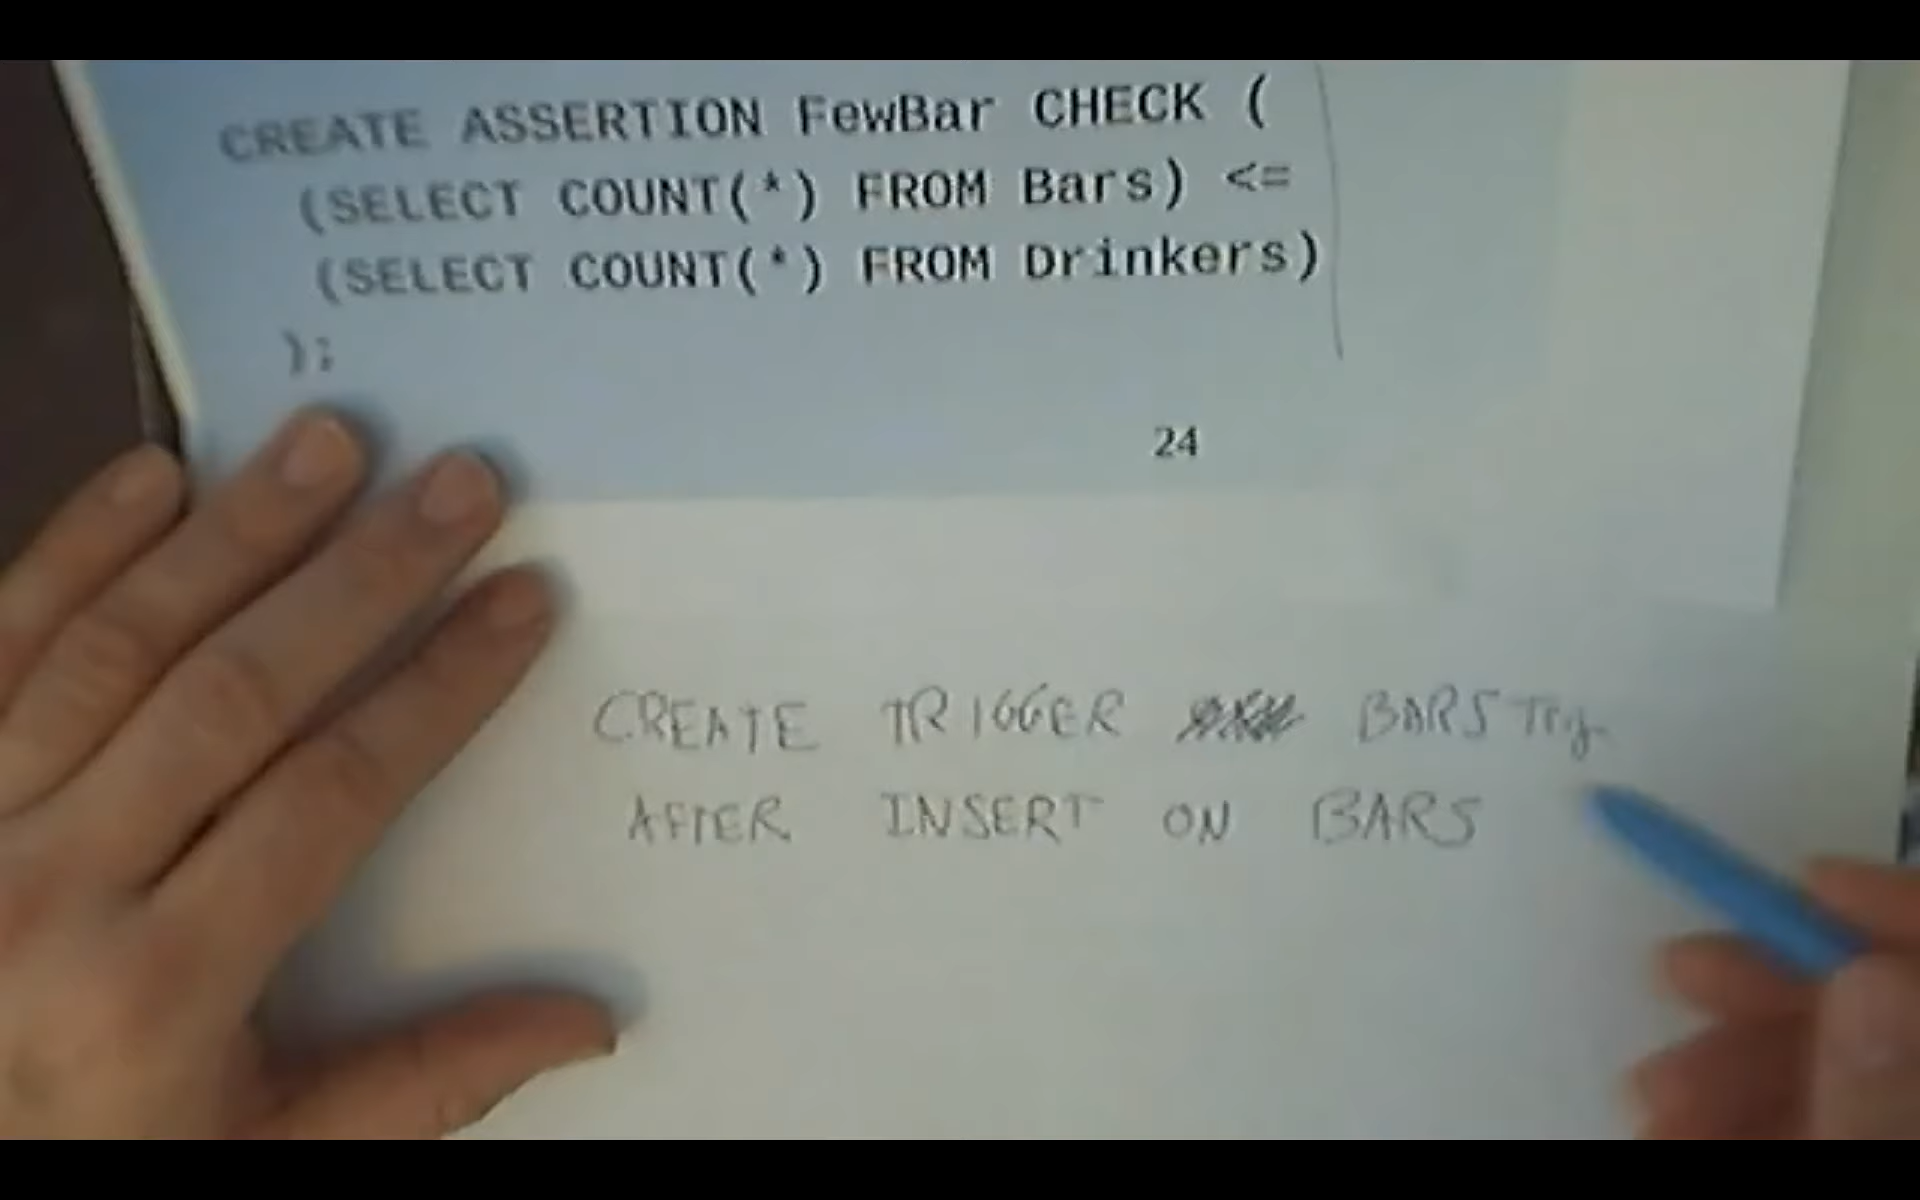 CREATE ASSERTION FewBar CHECK (
(SELECT COUNT(*) FROM Bars) <=
(SELECT COUNT(*) FROM Drinkers)
);
24
CREATE TRIGGER BARSTrig
AFTER INSERT ON BARS